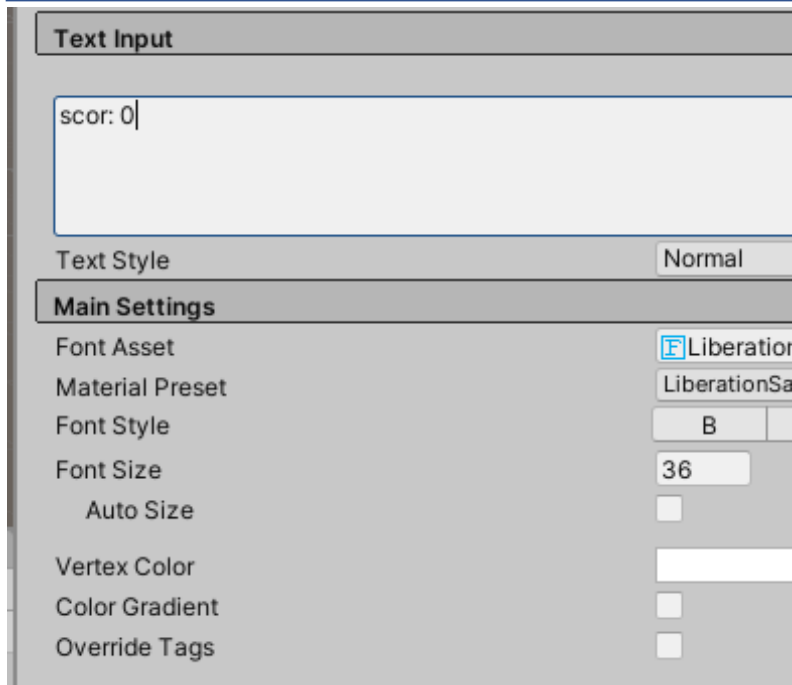 Text Input
scor: 0
Text Style Normal
Main Settings
Font Asset F Liberation
Material Preset LiberationSa
Font Style B
Font Size 36
Auto Size
Vertex Color
Color Gradient
Override Tags